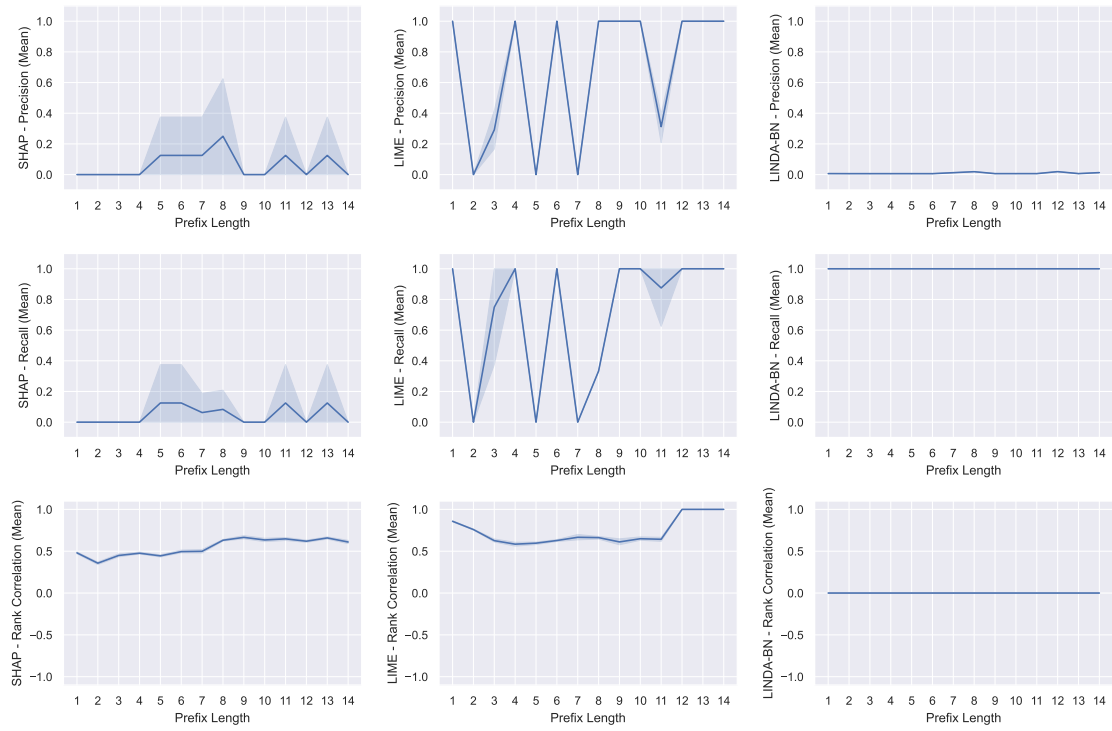 SHAP - Precision (Mean)
1.0
0.8
0.6
0.4
0.2
0.0
1 2 3 4 5 6 7 8 9 10 11 12 13 14
Prefix Length
LIME - Precision (Mean)
1.0
0.8
0.6
0.4
0.2
0.0
1 2 3 4 5 6 7 8 9 10 11 12 13 14
Prefix Length
LINDA-BN - Precision (Mean)
1.0
0.8
0.6
0.4
0.2
0.0
1 2 3 4 5 6 7 8 9 10 11 12 13 14
Prefix Length
SHAP - Recall (Mean)
1.0
0.8
0.6
0.4
0.2
0.0
1 2 3 4 5 6 7 8 9 10 11 12 13 14
Prefix Length
LIME - Recall (Mean)
1.0
0.8
0.6
0.4
0.2
0.0
1 2 3 4 5 6 7 8 9 10 11 12 13 14
Prefix Length
LINDA-BN - Recall (Mean)
1.0
0.8
0.6
0.4
0.2
0.0
1 2 3 4 5 6 7 8 9 10 11 12 13 14
Prefix Length
SHAP - Rank Correlation (Mean)
1.0
0.5
0.0
−0.5
−1.0
1 2 3 4 5 6 7 8 9 10 11 12 13 14
Prefix Length
LIME - Rank Correlation (Mean)
1.0
0.5
0.0
−0.5
−1.0
1 2 3 4 5 6 7 8 9 10 11 12 13 14
Prefix Length
LINDA-BN - Rank Correlation (Mean)
1.0
0.5
0.0
−0.5
−1.0
1 2 3 4 5 6 7 8 9 10 11 12 13 14
Prefix Length